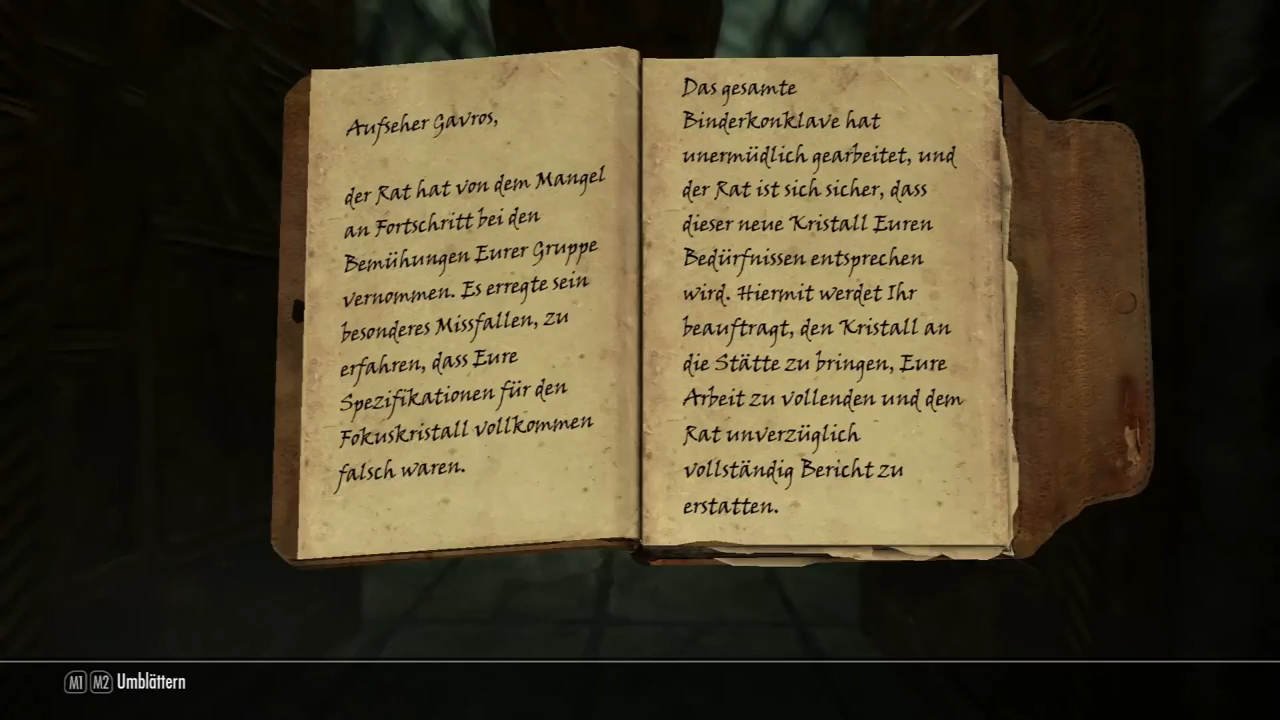 Aufseher Gavros,
der Rat hat von dem Mangel
an Fortschritt bei den
Bemühungen Eurer Gruppe
vernommen. Es erregte sein
besonderes Missfallen, zu
erfahren, dass Eure
Spezifikationen für den
Fokuskristall vollkommen
falsch waren.
Das gesamte
Binderkonklave hat
unermüdlich gearbeitet, und
der Rat ist sich sicher, dass
dieser neue Kristall Euren
Bedürfnissen entsprechen
wird. Hiermit werdet Ihr
beauftragt, den Kristall an
die Stätte zu bringen, Eure
Arbeit zu vollenden und dem
Rat unverzüglich
vollständig Bericht zu
erstatten.
M1 M2 Umblättern